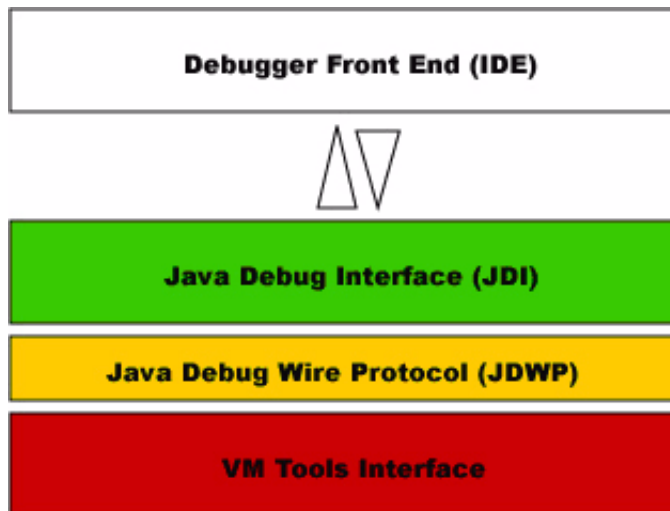 Debugger Front End (IDE)
Java Debug Interface (JDI)
Java Debug Wire Protocol (JDWP)
VM Tools Interface